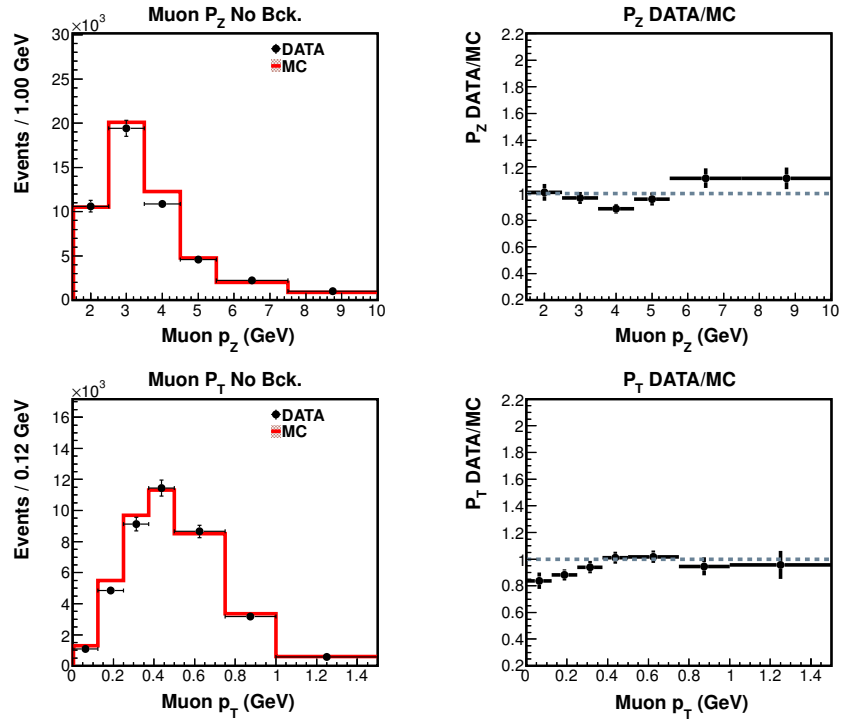 Muon P_Z No Bck.
×10³
Events / 1.00 GeV
30
25
20
15
10
5
0
DATA
MC
2 3 4 5 6 7 8 9 10
Muon p_Z (GeV)
P_Z DATA/MC
P_Z DATA/MC
2.2
2
1.8
1.6
1.4
1.2
1
0.8
0.6
0.4
0.2
2 3 4 5 6 7 8 9 10
Muon p_Z (GeV)
Muon P_T No Bck.
×10³
Events / 0.12 GeV
16
14
12
10
8
6
4
2
0
DATA
MC
0 0.2 0.4 0.6 0.8 1 1.2 1.4
Muon p_T (GeV)
P_T DATA/MC
P_T DATA/MC
2.2
2
1.8
1.6
1.4
1.2
1
0.8
0.6
0.4
0.2
0 0.2 0.4 0.6 0.8 1 1.2 1.4
Muon p_T (GeV)